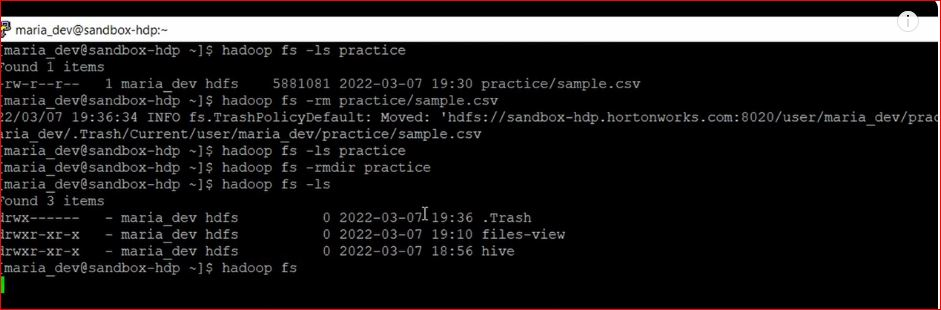 maria_dev@sandbox-hdp:~
[maria_dev@sandbox-hdp ~]$ hadoop fs -ls practice
Found 1 items
-rw-r--r--   1 maria_dev hdfs    5881081 2022-03-07 19:30 practice/sample.csv
[maria_dev@sandbox-hdp ~]$ hadoop fs -rm practice/sample.csv
22/03/07 19:36:34 INFO fs.TrashPolicyDefault: Moved: 'hdfs://sandbox-hdp.hortonworks.com:8020/user/maria_dev/prac
aria_dev/.Trash/Current/user/maria_dev/practice/sample.csv
[maria_dev@sandbox-hdp ~]$ hadoop fs -ls practice
[maria_dev@sandbox-hdp ~]$ hadoop fs -rmdir practice
[maria_dev@sandbox-hdp ~]$ hadoop fs -ls
Found 3 items
drwx------   - maria_dev hdfs          0 2022-03-07 19:36 .Trash
drwxr-xr-x   - maria_dev hdfs          0 2022-03-07 19:10 files-view
drwxr-xr-x   - maria_dev hdfs          0 2022-03-07 18:56 hive
[maria_dev@sandbox-hdp ~]$ hadoop fs